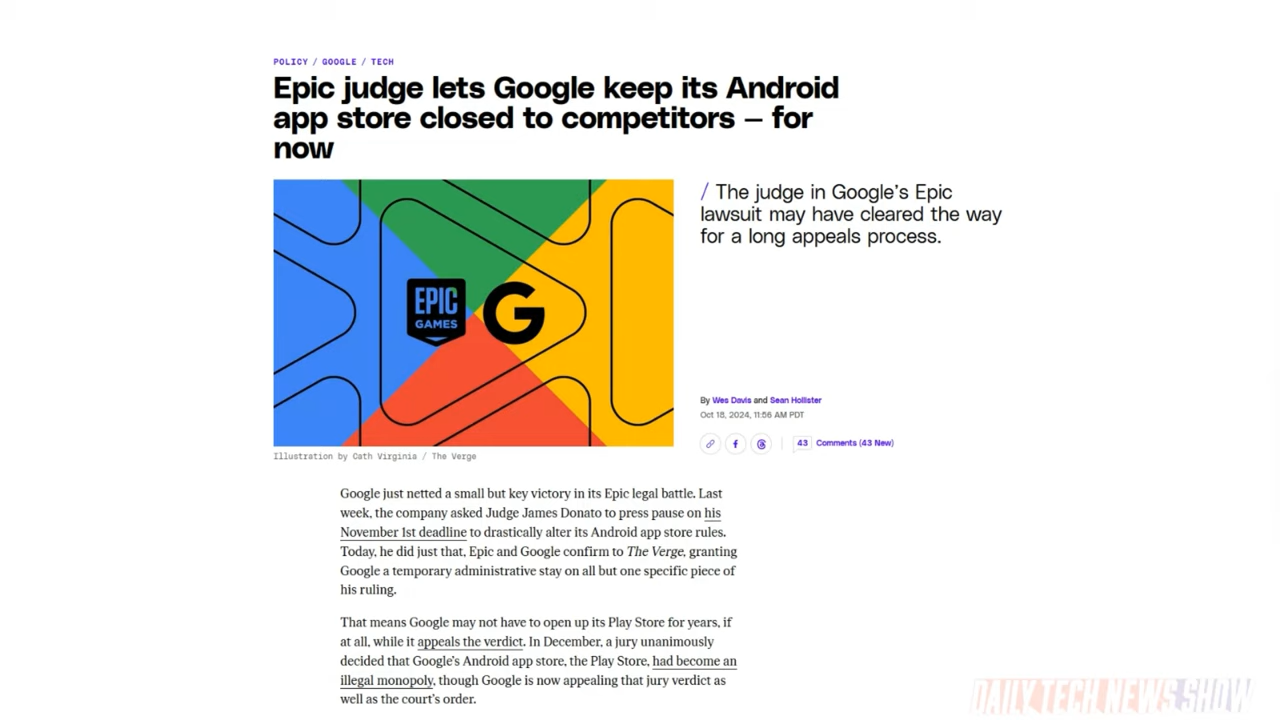 POLICY / GOOGLE / TECH
Epic judge lets Google keep its Android
app store closed to competitors — for
now
EPIC
GAMES
G
/ The judge in Google's Epic
lawsuit may have cleared the way
for a long appeals process.
By Wes Davis and Sean Hollister
Oct 18, 2024, 11:56 AM PDT
43 Comments (43 New)
Illustration by Cath Virginia / The Verge
Google just netted a small but key victory in its Epic legal battle. Last
week, the company asked Judge James Donato to press pause on his
November 1st deadline to drastically alter its Android app store rules.
Today, he did just that, Epic and Google confirm to The Verge, granting
Google a temporary administrative stay on all but one specific piece of
his ruling.
That means Google may not have to open up its Play Store for years, if
at all, while it appeals the verdict. In December, a jury unanimously
decided that Google's Android app store, the Play Store, had become an
illegal monopoly, though Google is now appealing that jury verdict as
well as the court's order.
DAILY TECH NEWS SHOW